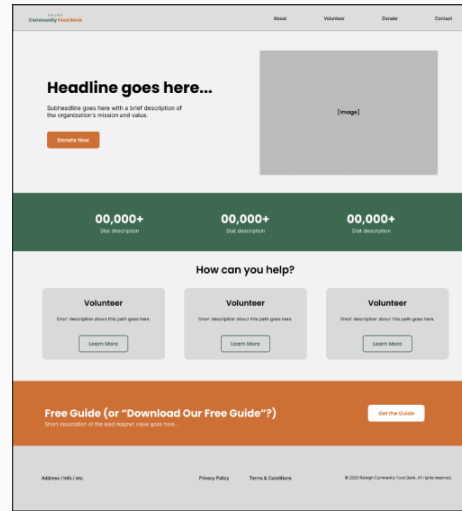 Community Food Bank
About Volunteer Donate Contact
Headline goes here...
Subheadline goes here with a brief description of
the organization's mission and value.
Donate Now
[Image]
00,000+ 00,000+ 00,000+
Stat description Stat description Stat description
How can you help?
Volunteer Volunteer Volunteer
Short description about this path goes here. Short description about this path goes here. Short description about this path goes here.
Learn More Learn More Learn More
Free Guide (or “Download Our Free Guide”?)
Short description of the lead magnet value goes here...
Get the Guide
Address / Info / etc. Privacy Policy Terms & Conditions © 2025 Raleigh Community Food Bank, All rights reserved.